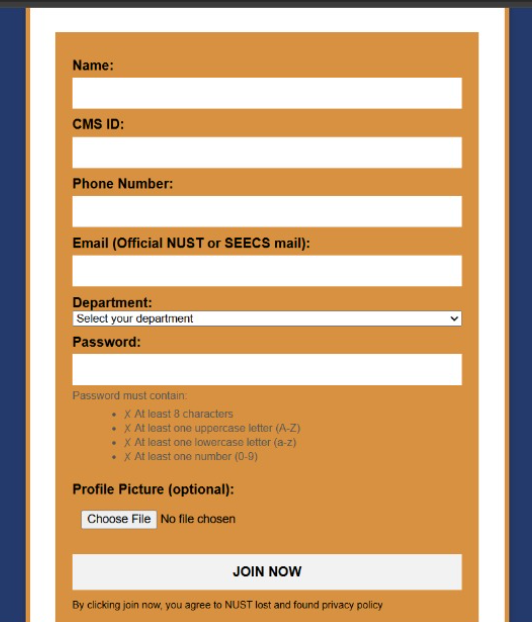 Name:
CMS ID:
Phone Number:
Email (Official NUST or SEECS mail):
Department:
Select your department
Password:
Password must contain:
• ✗ At least 8 characters
• ✗ At least one uppercase letter (A-Z)
• ✗ At least one lowercase letter (a-z)
• ✗ At least one number (0-9)
Profile Picture (optional):
Choose File No file chosen
JOIN NOW
By clicking join now, you agree to NUST lost and found privacy policy